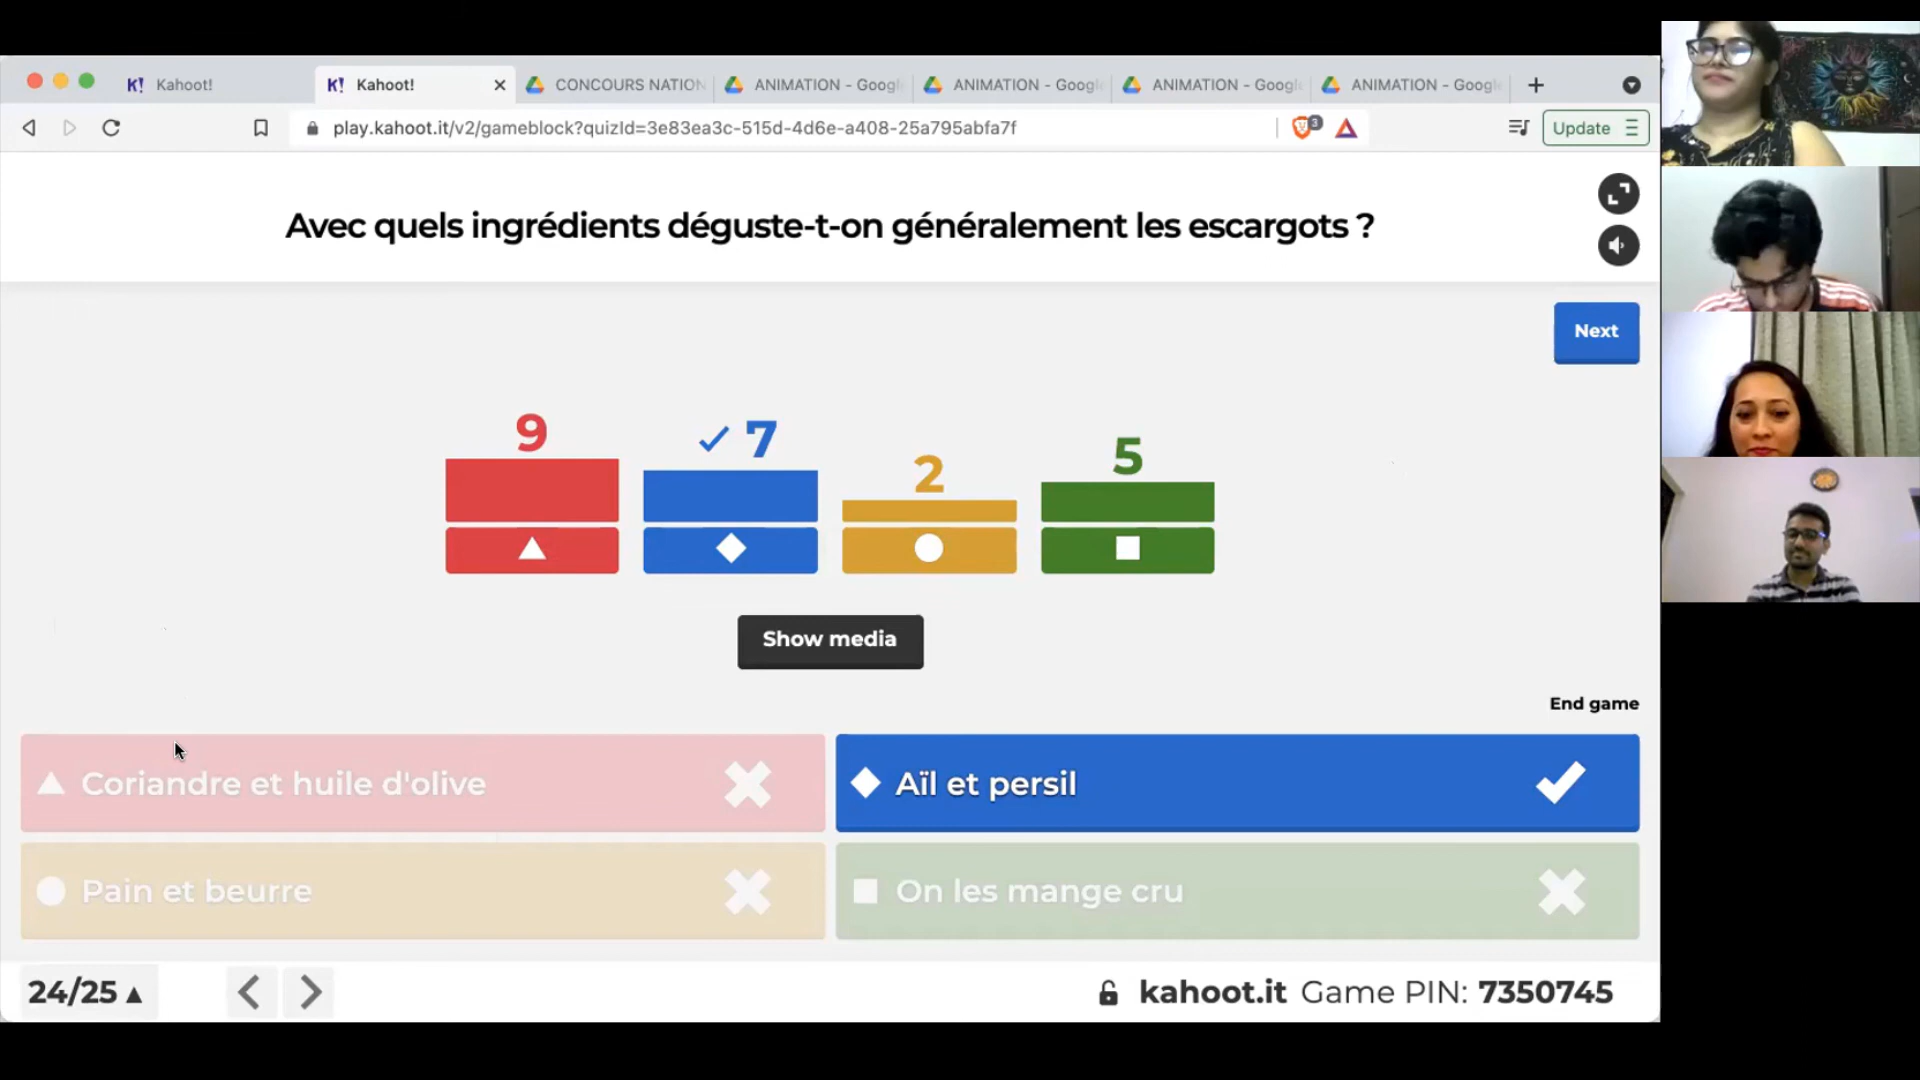 K! Kahoot!
K! Kahoot!
CONCOURS NATION
ANIMATION - Googl
ANIMATION - Googl
ANIMATION - Googl
ANIMATION - Googl
play.kahoot.it/v2/gameblock?quizId=3e83ea3c-515d-4d6e-a408-25a795abfa7f
3
Update
Avec quels ingrédients déguste-t-on généralement les escargots ?
Next
9
7
2
5
Show media
End game
Coriandre et huile d'olive
Aïl et persil
Pain et beurre
On les mange cru
24/25
kahoot.it Game PIN: 7350745